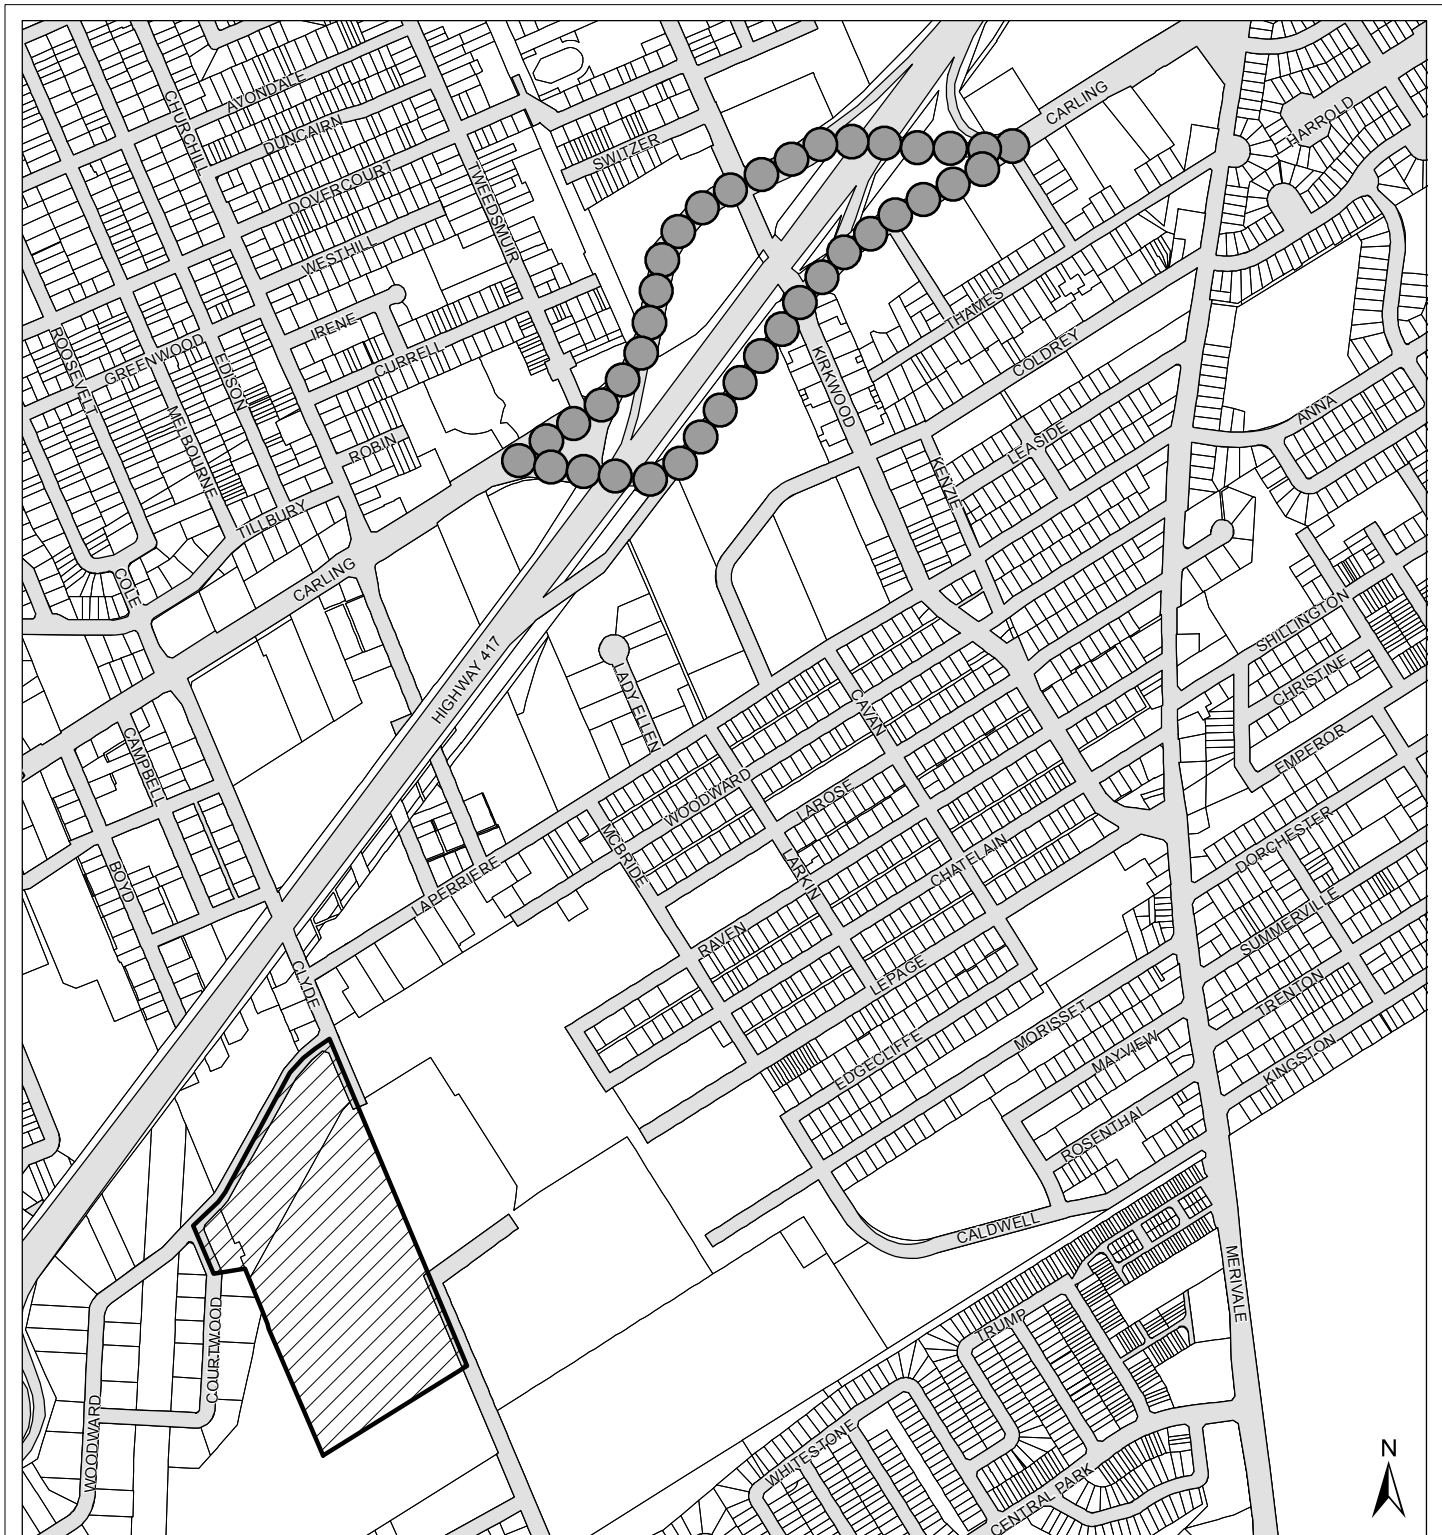 CARLING
HARROLD
AVONDALE
CHURCHILL
DUNCAIRN
SWITZER
DOVERCOURT
TWEEDSMUIR
WESTHILL
THAMES
IRENE
GREENWOOD
CURRELL
COLDREY
ROOSEVELT
EDISON
KIRKWOOD
ANNA
MELBOURNE
ROBIN
LEASIDE
KENZIE
TILLBURY
CARLING
COLE
SHILLINGTON
HIGHWAY 417
LADY ELLEN
CHRISTINE
CAVAN
CAMPBELL
EMPEROR
WOODWARD
LAROSE
MCBRIDE
DORCHESTER
BOYD
LARKIN
CHATELAIN
LAPERRIERE
SUMMERVILLE
RAVEN
LEPAGE
CLYDE
TRENTON
MORISSET
EDGECLIFFE
MAYVIEW
KINGSTON
ROSENTHAL
CALDWELL
MERIVALE
TRUMP
COURTWOOD
WOODWARD
WHITESTONE
N
CENTRAL PARK